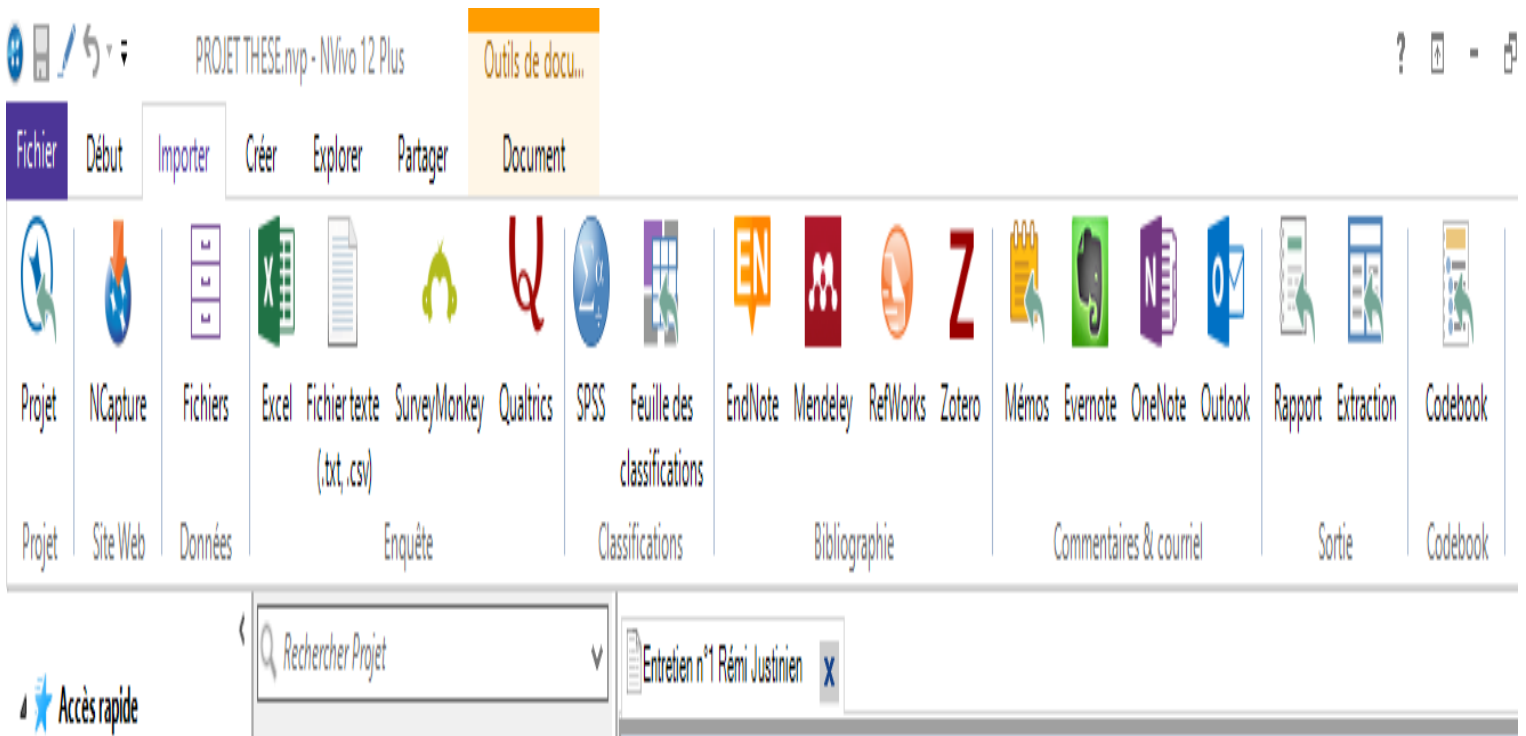 PROJET THESE.nvp - NVivo 12 Plus
Outils de docu...
?
Fichier Début Importer Créer Explorer Partager Document
X EN N O Z
Projet NCapture Fichiers Excel Fichier texte SurveyMonkey Qualtrics SPSS Feuille des EndNote Mendeley RefWorks Zotero Mémos Evernote OneNote Outlook Rapport Extraction Codebook
(.txt, .csv) classifications
Projet Site Web Données Enquête Classifications Bibliographie Commentaires & courriel Sortie Codebook
Rechercher Projet
Entretien n°1 Rémi Justinien x
Accès rapide